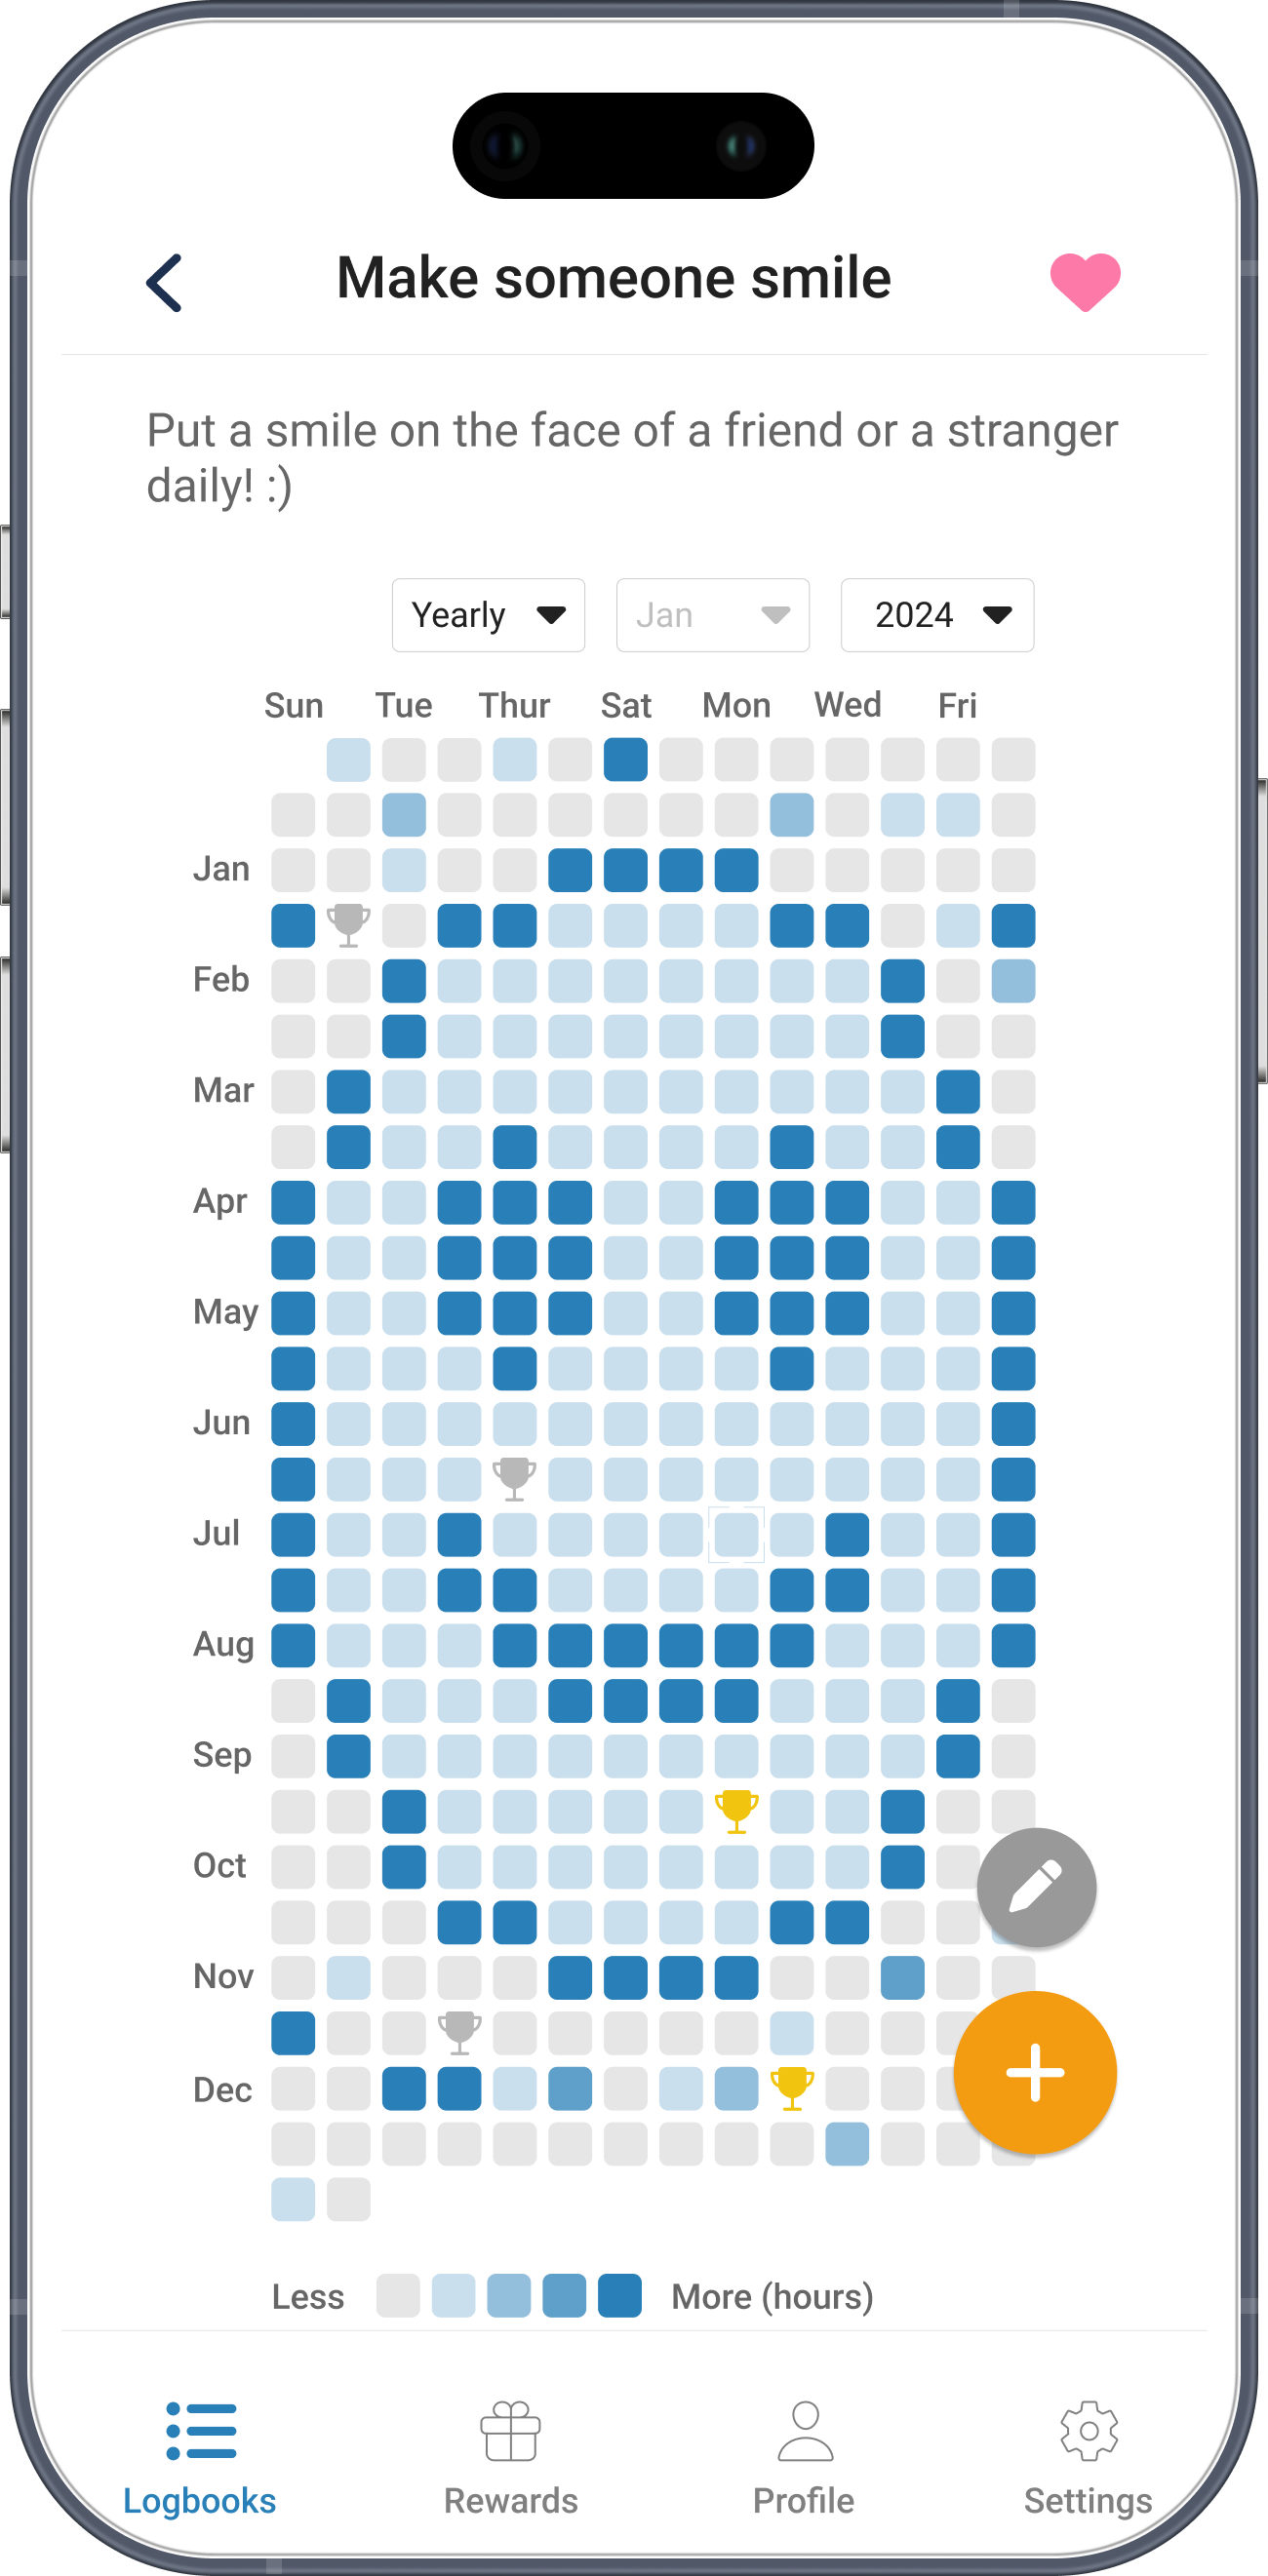 Make someone smile
Put a smile on the face of a friend or a stranger
daily! :)
Yearly Jan 2024
Sun Tue Thur Sat Mon Wed Fri
Jan
Feb
Mar
Apr
May
Jun
Jul
Aug
Sep
Oct
Nov
Dec
Less More (hours)
Logbooks Rewards Profile Settings